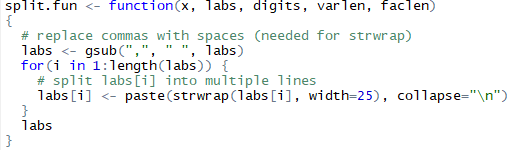 split.fun <- function(x, labs, digits, varlen, faclen)
{
  # replace commas with spaces (needed for strwrap)
  labs <- gsub(",", " ", labs)
  for(i in 1:length(labs)) {
    # split labs[i] into multiple lines
    labs[i] <- paste(strwrap(labs[i], width=25), collapse="\n")
  }
  labs
}